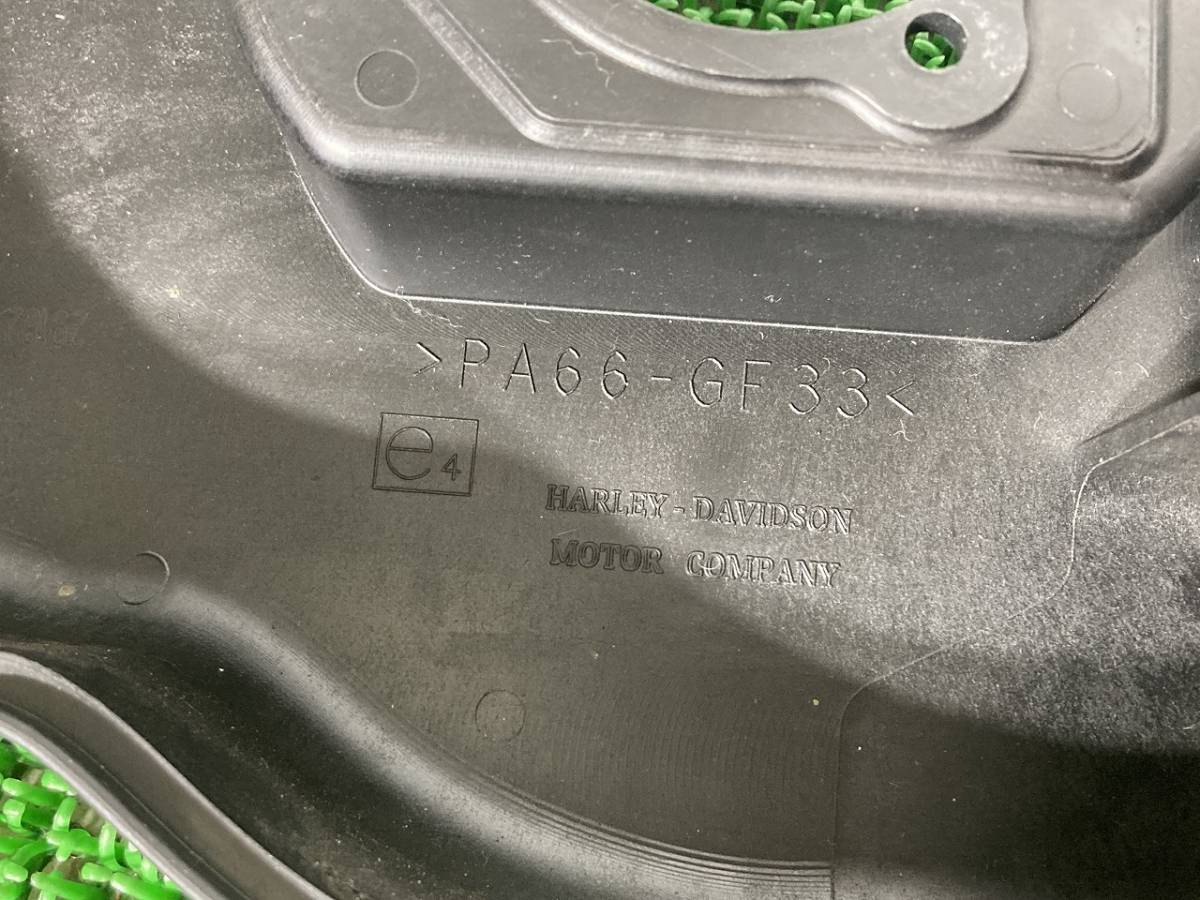 >PA66-GF33<
e4
HARLEY-DAVIDSON
MOTOR COMPANY